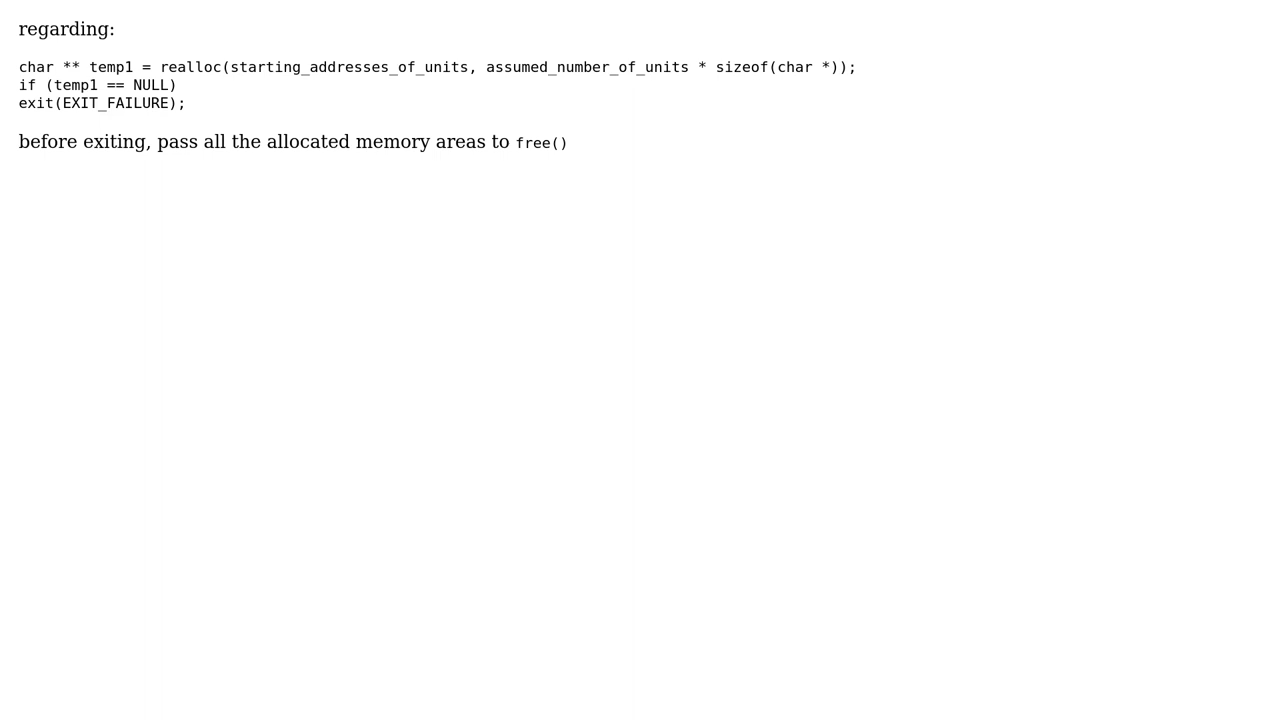 regarding:
char ** temp1 = realloc(starting_addresses_of_units, assumed_number_of_units * sizeof(char *));
if (temp1 == NULL)
exit(EXIT_FAILURE);
before exiting, pass all the allocated memory areas to free()